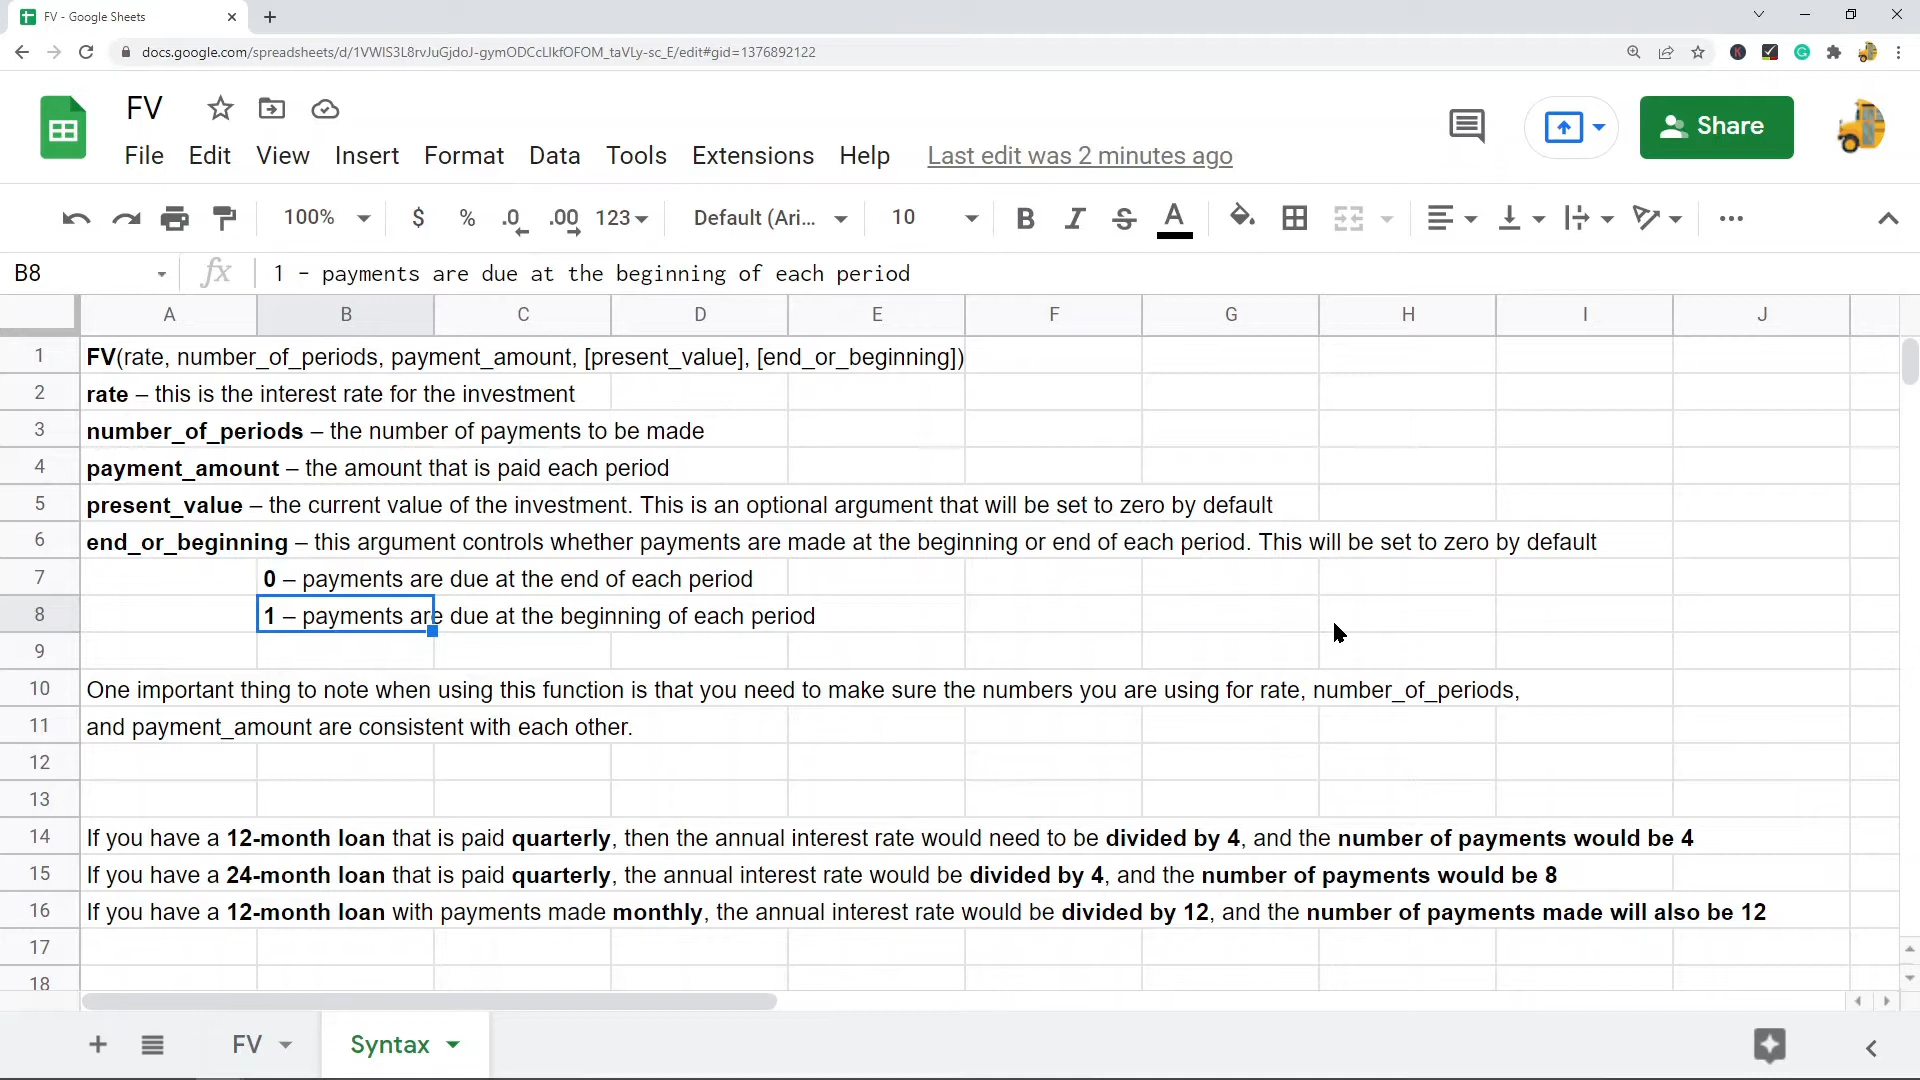 FV - Google Sheets
docs.google.com/spreadsheets/d/1VWIS3L8rvJuGjdoJ-gymODCcLIkfOFOM_taVLy-sc_E/edit#gid=1376892122
FV
Share
File Edit View Insert Format Data Tools Extensions Help Last edit was 2 minutes ago
100% $ % .0 .00 123 Default (Ari... 10 B I S A
B8 fx 1 - payments are due at the beginning of each period
A B C D E F G H I J
1 FV(rate, number_of_periods, payment_amount, [present_value], [end_or_beginning])
2 rate – this is the interest rate for the investment
3 number_of_periods – the number of payments to be made
4 payment_amount – the amount that is paid each period
5 present_value – the current value of the investment. This is an optional argument that will be set to zero by default
6 end_or_beginning – this argument controls whether payments are made at the beginning or end of each period. This will be set to zero by default
7 0 – payments are due at the end of each period
8 1 – payments are due at the beginning of each period
9
10 One important thing to note when using this function is that you need to make sure the numbers you are using for rate, number_of_periods,
11 and payment_amount are consistent with each other.
12
13
14 If you have a 12-month loan that is paid quarterly, then the annual interest rate would need to be divided by 4, and the number of payments would be 4
15 If you have a 24-month loan that is paid quarterly, the annual interest rate would be divided by 4, and the number of payments would be 8
16 If you have a 12-month loan with payments made monthly, the annual interest rate would be divided by 12, and the number of payments made will also be 12
17
18
FV Syntax